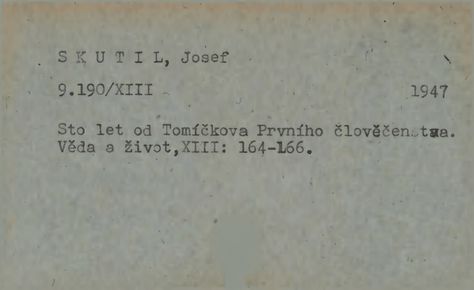 S K U T I L, Josef
9.190/XIII 1947
Sto let od Tomíčkova Prvního člověčenstva.
Věda a život,XIII: 164-166.